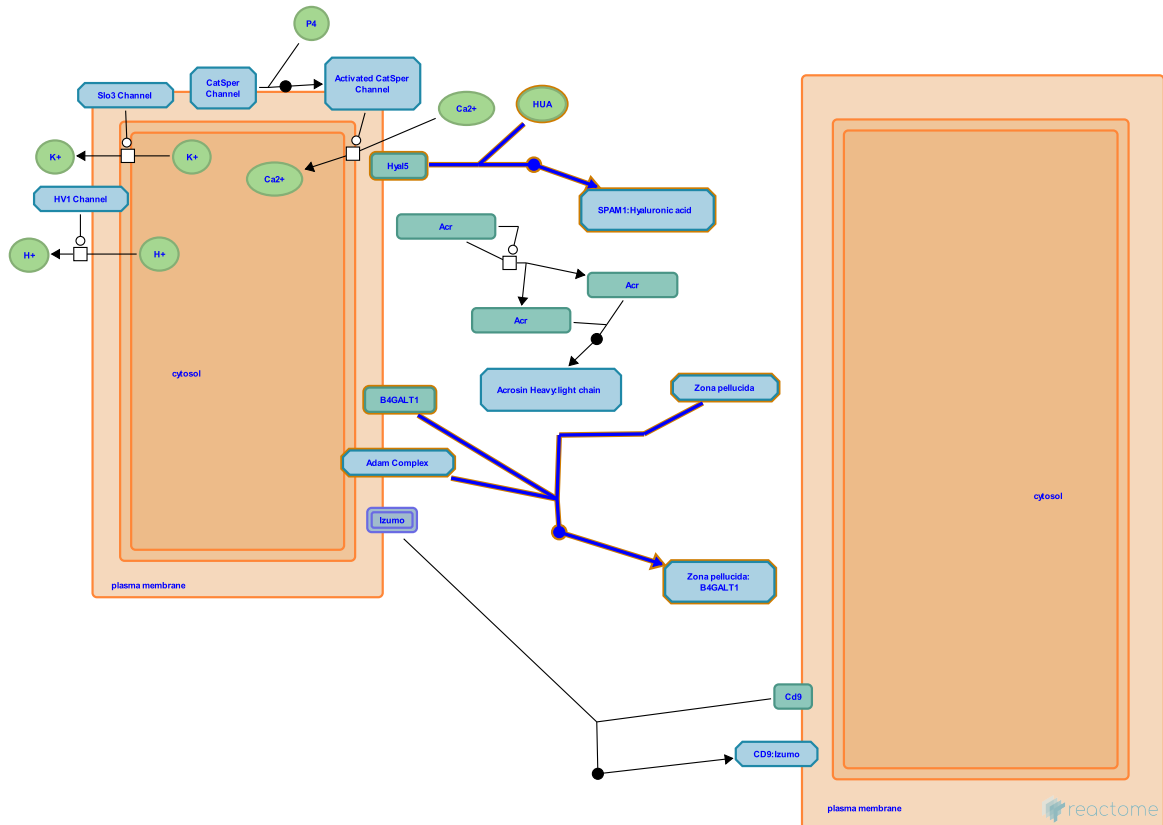 P4
CatSper
Channel
Activated CatSper
Channel
Slo3 Channel
Ca2+
HUA
K+
K+
Ca2+
Hyal5
HV1 Channel
SPAM1:Hyaluronic acid
Acr
H+
H+
Acr
Acr
cytosol
Acrosin Heavy:light chain
Zona pellucida
B4GALT1
Adam Complex
cytosol
Izumo
plasma membrane
Zona pellucida:
B4GALT1
Cd9
CD9:Izumo
plasma membrane
reactome